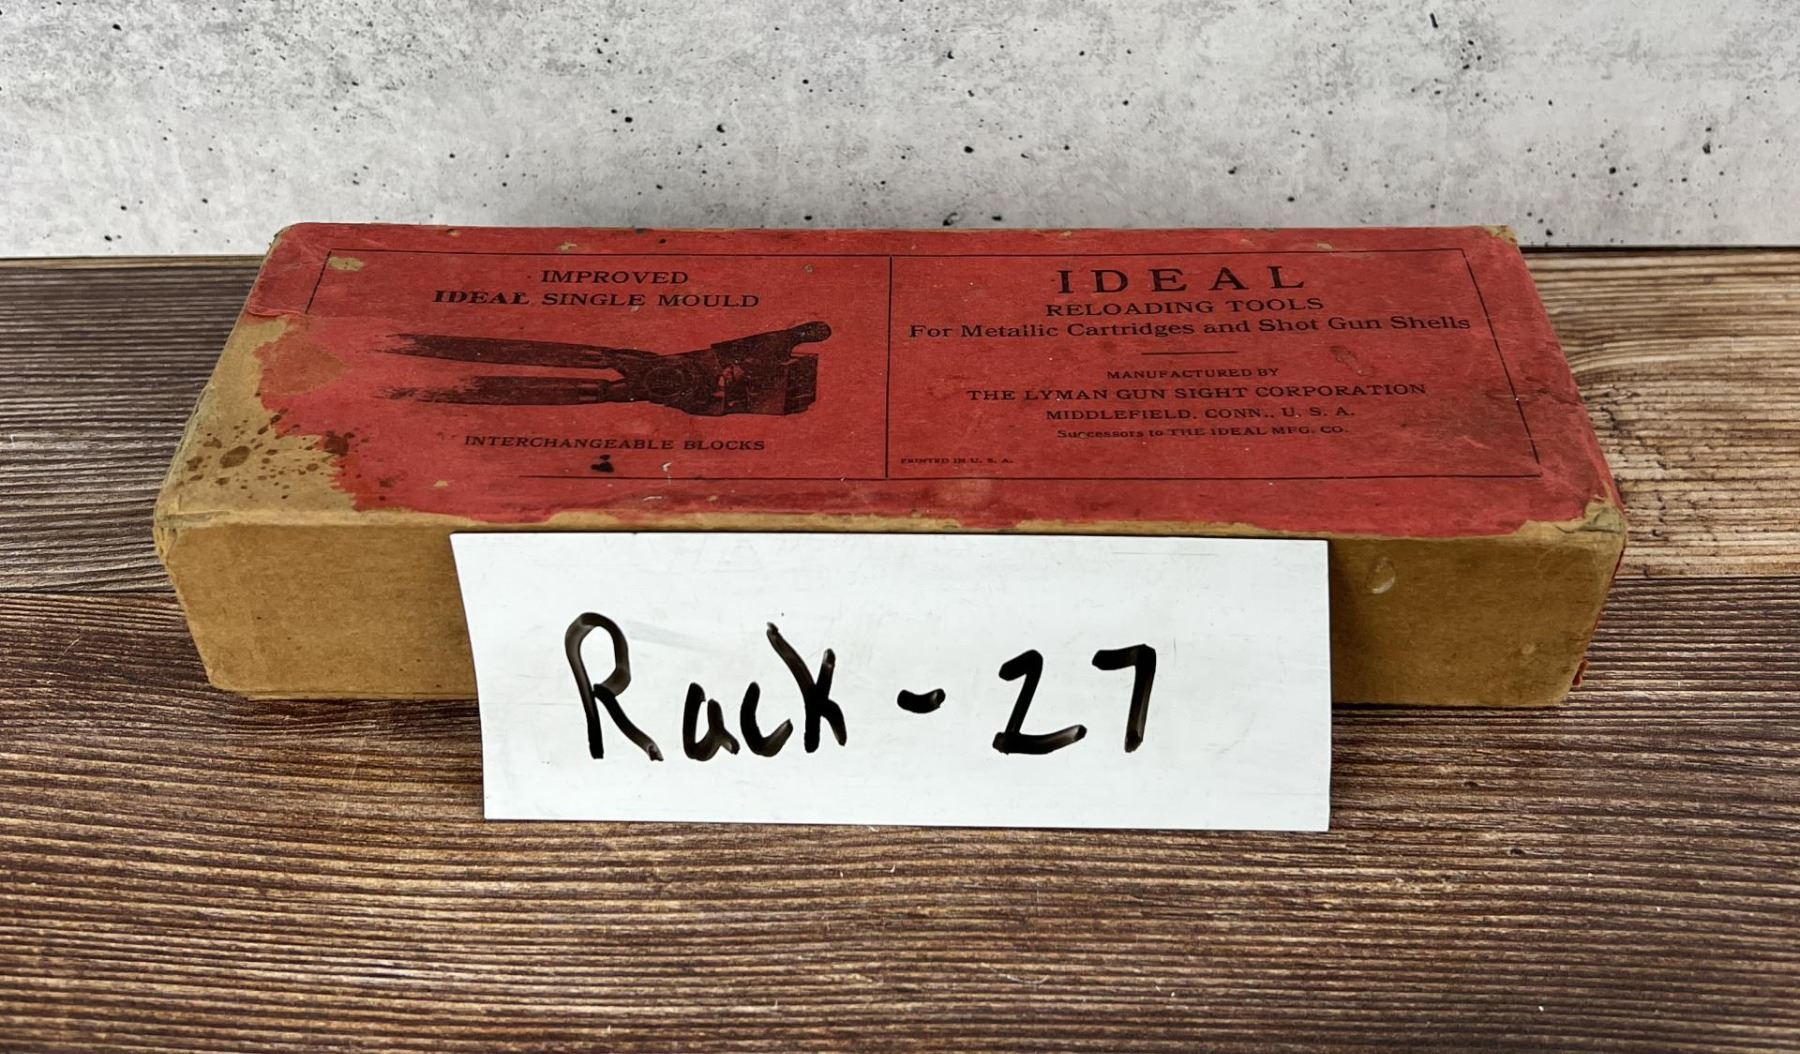 IMPROVED
IDEAL SINGLE MOULD
INTERCHANGEABLE BLOCKS
IDEAL
RELOADING TOOLS
For Metallic Cartridges and Shot Gun Shells
MANUFACTURED BY
THE LYMAN GUN SIGHT CORPORATION
MIDDLEFIELD, CONN., U. S. A.
Successors to THE IDEAL MFG. CO.
PRINTED IN U. S. A.
Rack - 27